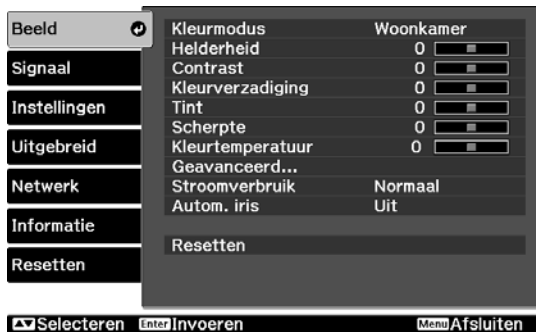 Beeld
Signaal
Instellingen
Uitgebreid
Netwerk
Informatie
Resetten
Kleurmodus Woonkamer
Helderheid 0
Contrast 0
Kleurverzadiging 0
Tint 0
Scherpte 0
Kleurtemperatuur 0
Geavanceerd...
Stroomverbruik Normaal
Autom. iris Uit
Resetten
Selecteren Enter Invoeren Menu Afsluiten